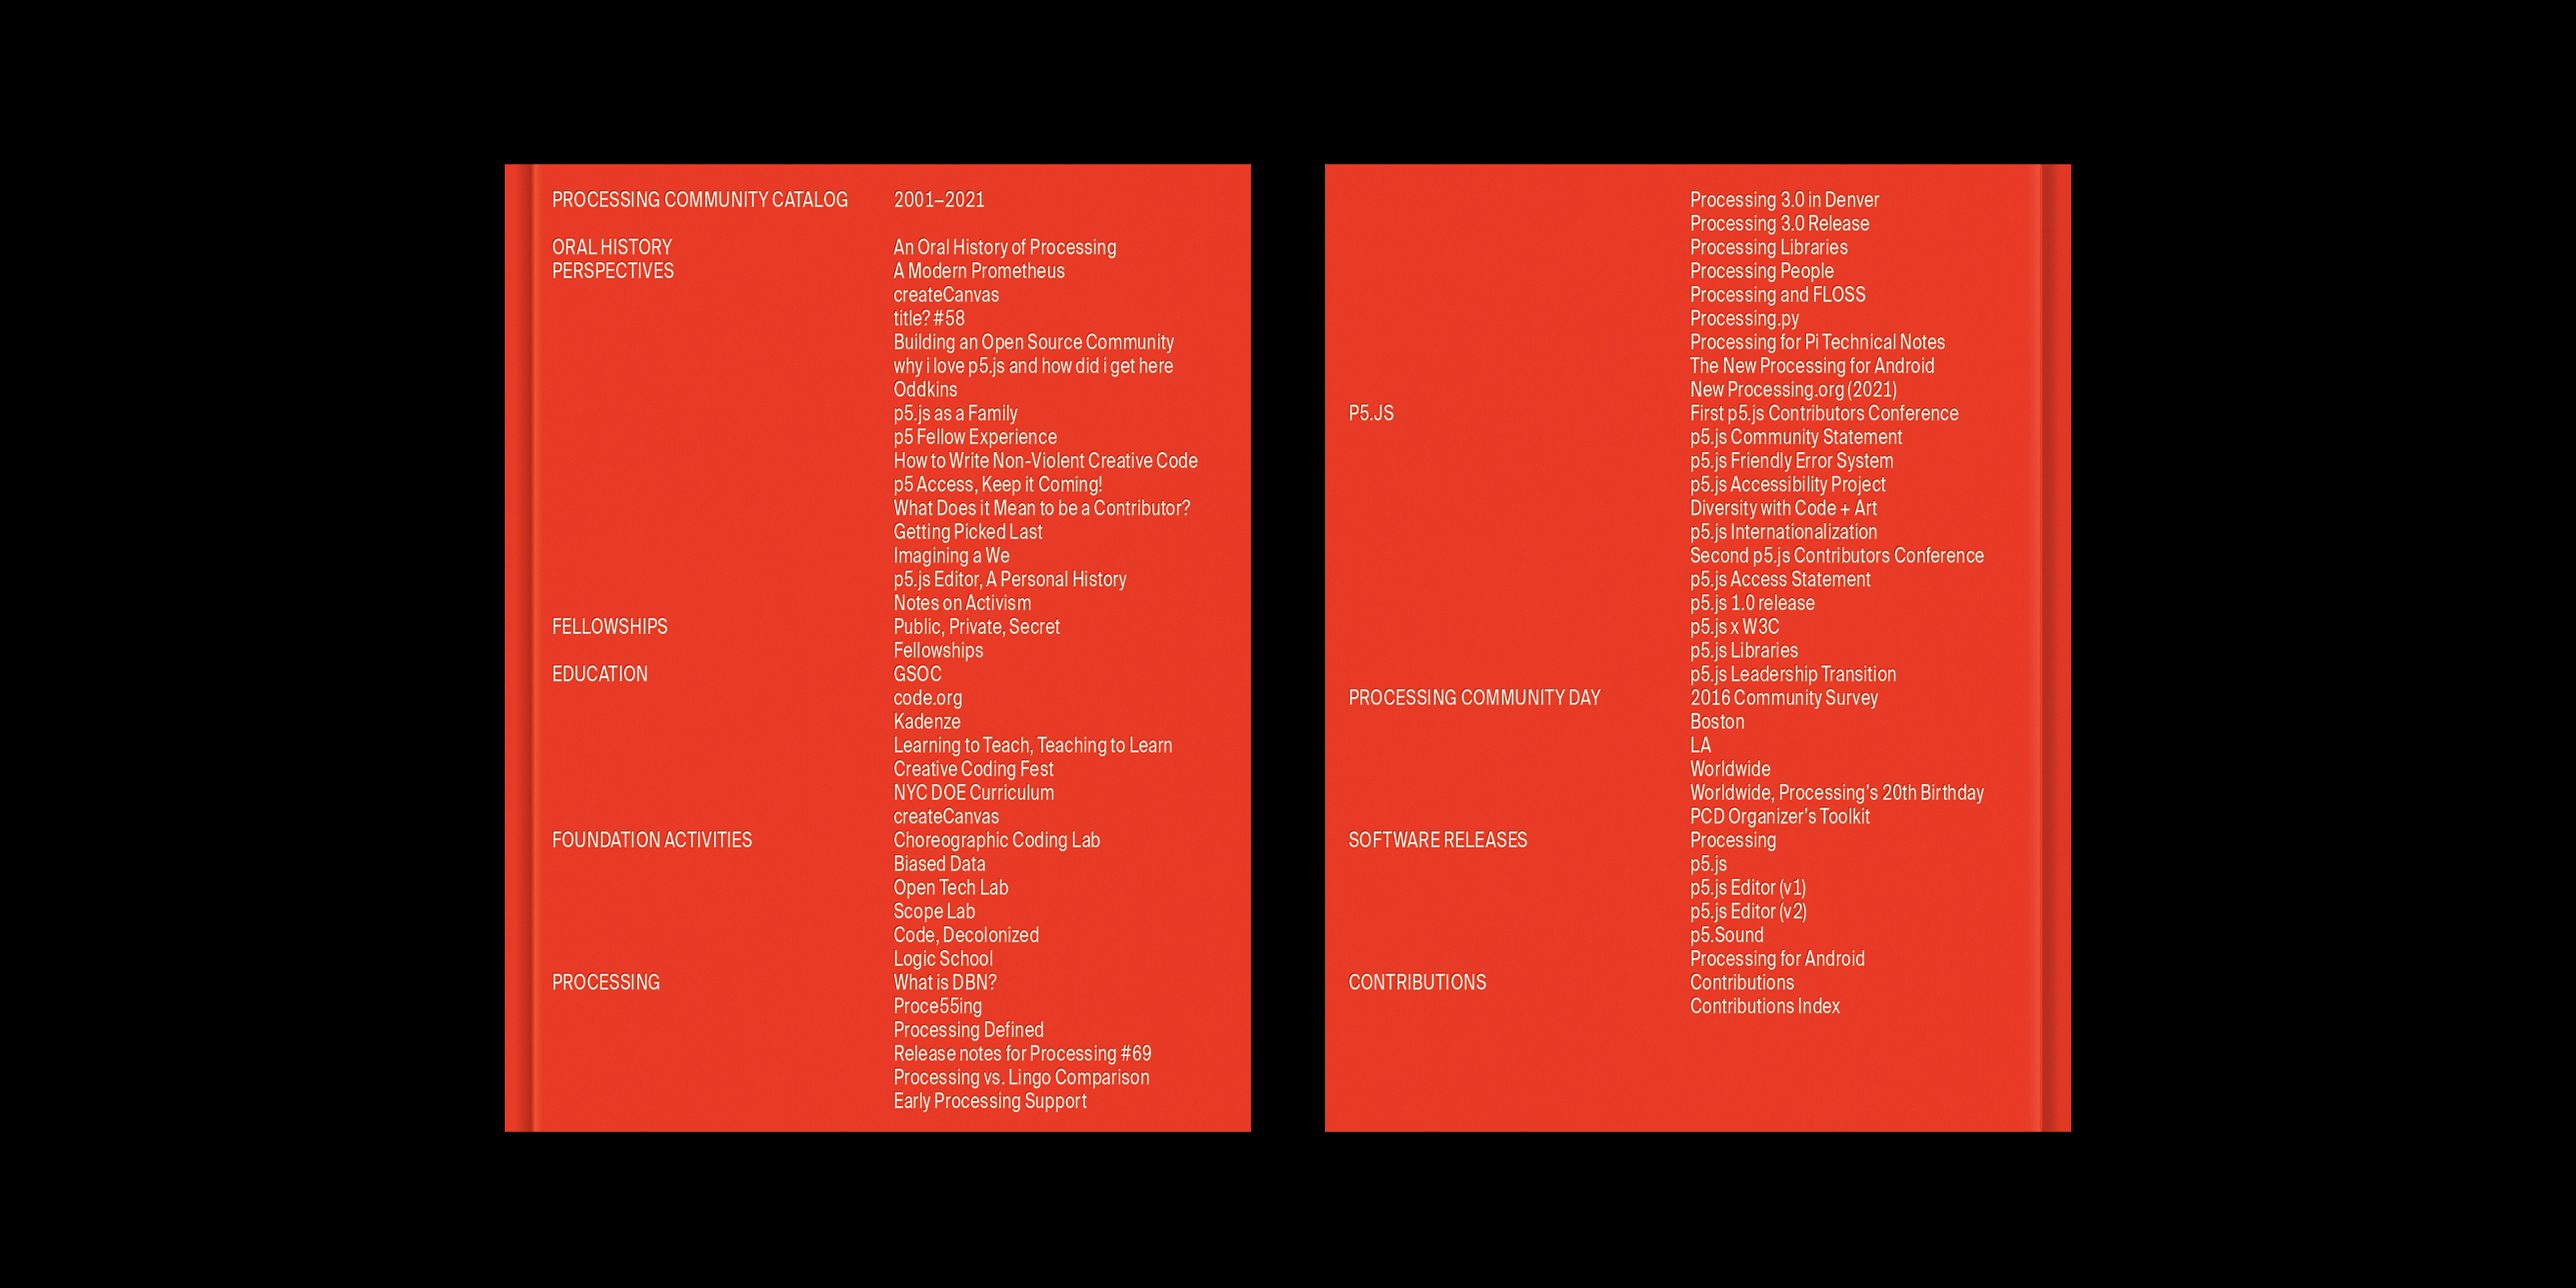 PROCESSING COMMUNITY CATALOG 2001–2021
ORAL HISTORY An Oral History of Processing
PERSPECTIVES A Modern Prometheus
createCanvas
title? #58
Building an Open Source Community
why i love p5.js and how did i get here
Oddkins
p5.js as a Family
p5 Fellow Experience
How to Write Non-Violent Creative Code
p5 Access, Keep it Coming!
What Does it Mean to be a Contributor?
Getting Picked Last
Imagining a We
p5.js Editor, A Personal History
Notes on Activism
FELLOWSHIPS Public, Private, Secret
Fellowships
EDUCATION GSOC
code.org
Kadenze
Learning to Teach, Teaching to Learn
Creative Coding Fest
NYC DOE Curriculum
createCanvas
FOUNDATION ACTIVITIES Choreographic Coding Lab
Biased Data
Open Tech Lab
Scope Lab
Code, Decolonized
Logic School
PROCESSING What is DBN?
Proce55ing
Processing Defined
Release notes for Processing #69
Processing vs. Lingo Comparison
Early Processing Support
Processing 3.0 in Denver
Processing 3.0 Release
Processing Libraries
Processing People
Processing and FLOSS
Processing.py
Processing for Pi Technical Notes
The New Processing for Android
New Processing.org (2021)
P5.JS First p5.js Contributors Conference
p5.js Community Statement
p5.js Friendly Error System
p5.js Accessibility Project
Diversity with Code + Art
p5.js Internationalization
Second p5.js Contributors Conference
p5.js Access Statement
p5.js 1.0 release
p5.js x W3C
p5.js Libraries
p5.js Leadership Transition
PROCESSING COMMUNITY DAY 2016 Community Survey
Boston
LA
Worldwide
Worldwide, Processing’s 20th Birthday
PCD Organizer’s Toolkit
SOFTWARE RELEASES Processing
p5.js
p5.js Editor (v1)
p5.js Editor (v2)
p5.Sound
Processing for Android
CONTRIBUTIONS Contributions
Contributions Index